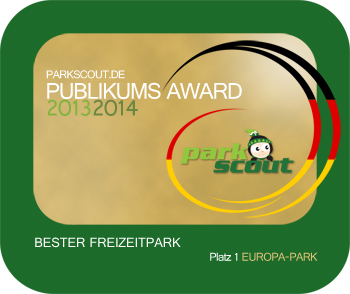 PARKSCOUT.DE
PUBLIKUMS AWARD
20132014
park
scout
BESTER FREIZEITPARK
Platz 1 EUROPA-PARK